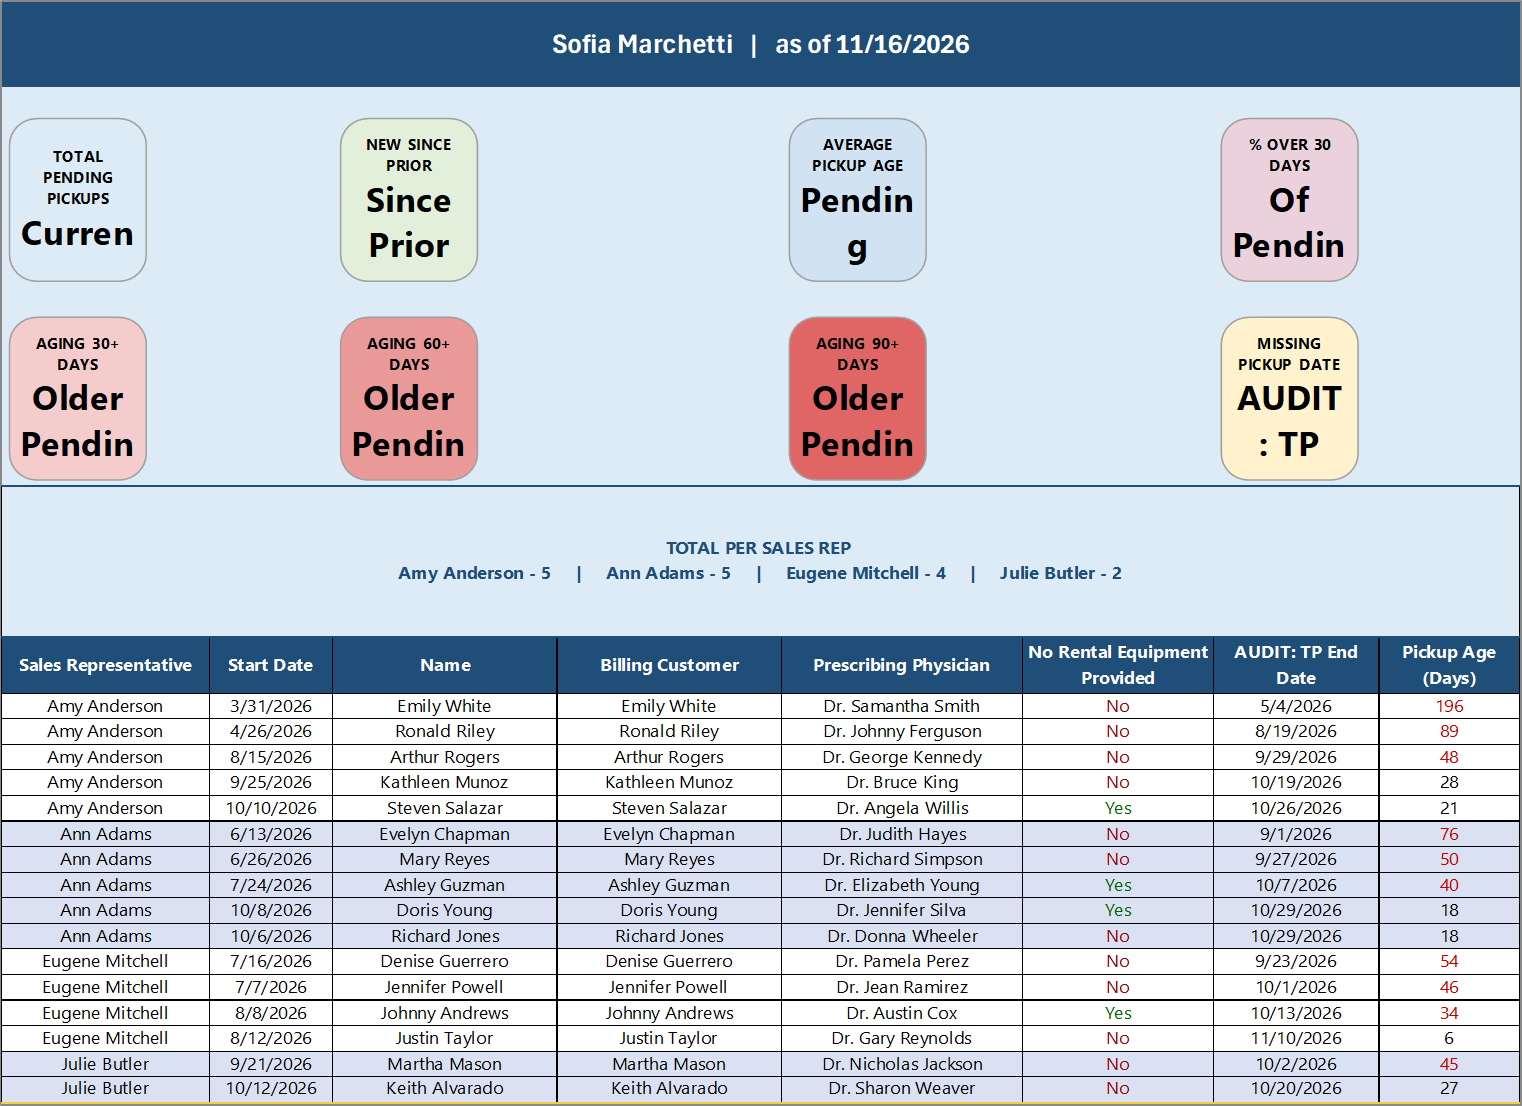 Sofia Marchetti | as of 11/16/2026
TOTAL
PENDING
PICKUPS
Curren
NEW SINCE
PRIOR
Since
Prior
AVERAGE
PICKUP AGE
Pendin
g
% OVER 30
DAYS
Of
Pendin
AGING 30+
DAYS
Older
Pendin
AGING 60+
DAYS
Older
Pendin
AGING 90+
DAYS
Older
Pendin
MISSING
PICKUP DATE
AUDIT
: TP
TOTAL PER SALES REP
Amy Anderson - 5 | Ann Adams - 5 | Eugene Mitchell - 4 | Julie Butler - 2
Sales Representative Start Date Name Billing Customer Prescribing Physician No Rental Equipment Provided AUDIT: TP End Date Pickup Age (Days)
Amy Anderson 3/31/2026 Emily White Emily White Dr. Samantha Smith No 5/4/2026 196
Amy Anderson 4/26/2026 Ronald Riley Ronald Riley Dr. Johnny Ferguson No 8/19/2026 89
Amy Anderson 8/15/2026 Arthur Rogers Arthur Rogers Dr. George Kennedy No 9/29/2026 48
Amy Anderson 9/25/2026 Kathleen Munoz Kathleen Munoz Dr. Bruce King No 10/19/2026 28
Amy Anderson 10/10/2026 Steven Salazar Steven Salazar Dr. Angela Willis Yes 10/26/2026 21
Ann Adams 6/13/2026 Evelyn Chapman Evelyn Chapman Dr. Judith Hayes No 9/1/2026 76
Ann Adams 6/26/2026 Mary Reyes Mary Reyes Dr. Richard Simpson No 9/27/2026 50
Ann Adams 7/24/2026 Ashley Guzman Ashley Guzman Dr. Elizabeth Young Yes 10/7/2026 40
Ann Adams 10/8/2026 Doris Young Doris Young Dr. Jennifer Silva Yes 10/29/2026 18
Ann Adams 10/6/2026 Richard Jones Richard Jones Dr. Donna Wheeler No 10/29/2026 18
Eugene Mitchell 7/16/2026 Denise Guerrero Denise Guerrero Dr. Pamela Perez No 9/23/2026 54
Eugene Mitchell 7/7/2026 Jennifer Powell Jennifer Powell Dr. Jean Ramirez No 10/1/2026 46
Eugene Mitchell 8/8/2026 Johnny Andrews Johnny Andrews Dr. Austin Cox Yes 10/13/2026 34
Eugene Mitchell 8/12/2026 Justin Taylor Justin Taylor Dr. Gary Reynolds No 11/10/2026 6
Julie Butler 9/21/2026 Martha Mason Martha Mason Dr. Nicholas Jackson No 10/2/2026 45
Julie Butler 10/12/2026 Keith Alvarado Keith Alvarado Dr. Sharon Weaver No 10/20/2026 27